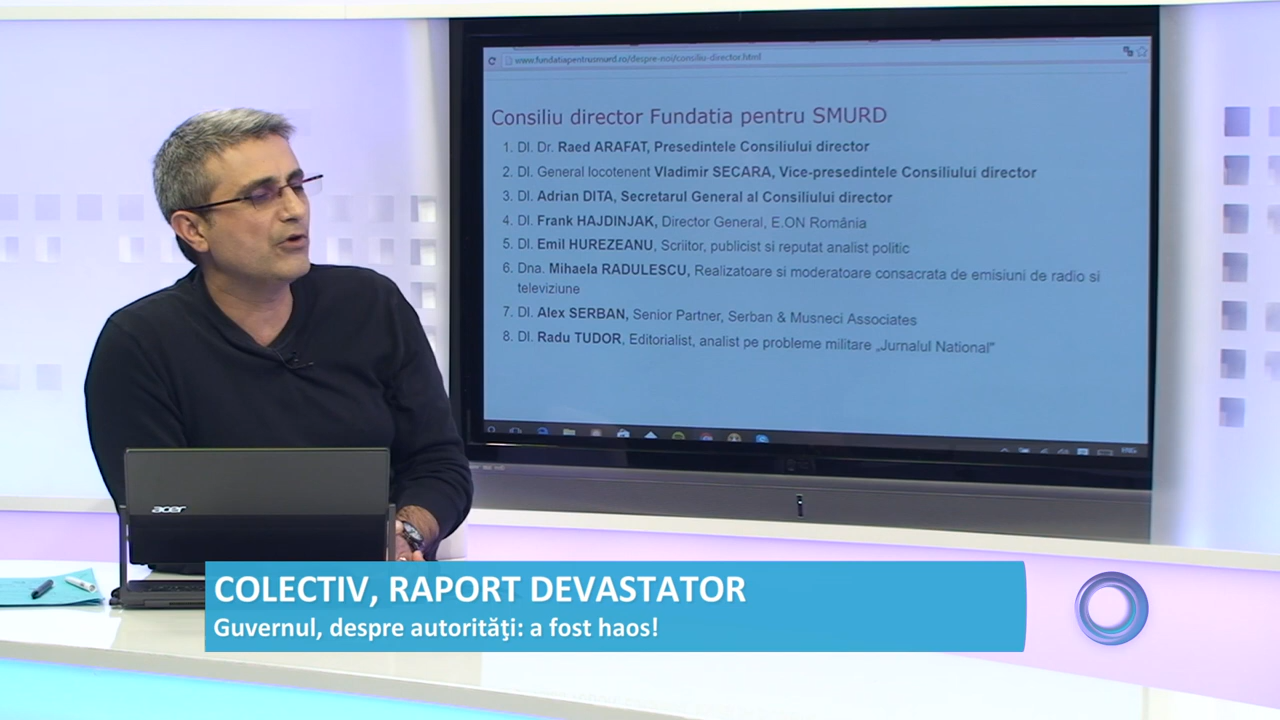 www.fundatiapentrusmurd.ro/despre-noi/consiliu-director.html
Consiliu director Fundatia pentru SMURD
1. Dl. Dr. Raed ARAFAT, Presedintele Consiliului director
2. Dl. General locotenent Vladimir SECARA, Vice-presedintele Consiliului director
3. Dl. Adrian DITA, Secretarul General al Consiliului director
4. Dl. Frank HAJDINJAK, Director General, E.ON România
5. Dl. Emil HUREZEANU, Scriitor, publicist si reputat analist politic
6. Dna. Mihaela RADULESCU, Realizatoare si moderatoare consacrata de emisiuni de radio si
televiziune
7. Dl. Alex SERBAN, Senior Partner, Serban & Musneci Associates
8. Dl. Radu TUDOR, Editorialist, analist pe probleme militare „Jurnalul National"
acer
COLECTIV, RAPORT DEVASTATOR
Guvernul, despre autorităţi: a fost haos!